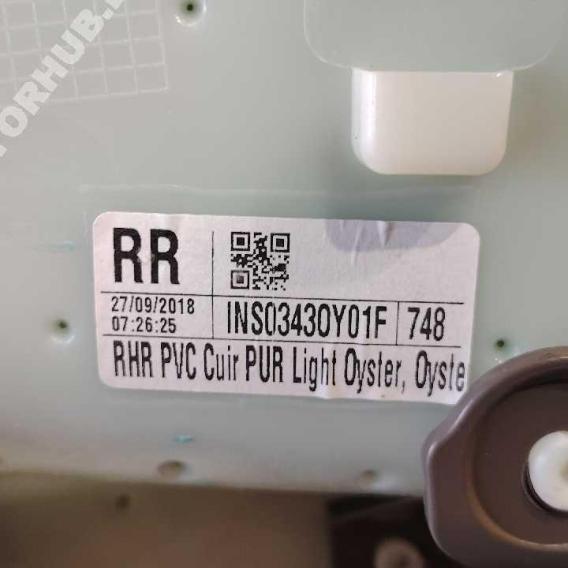 RR
27/09/2018
07:26:25
INS03430Y01F
748
RHR PVC Cuir PUR Light Oyster, Oyste